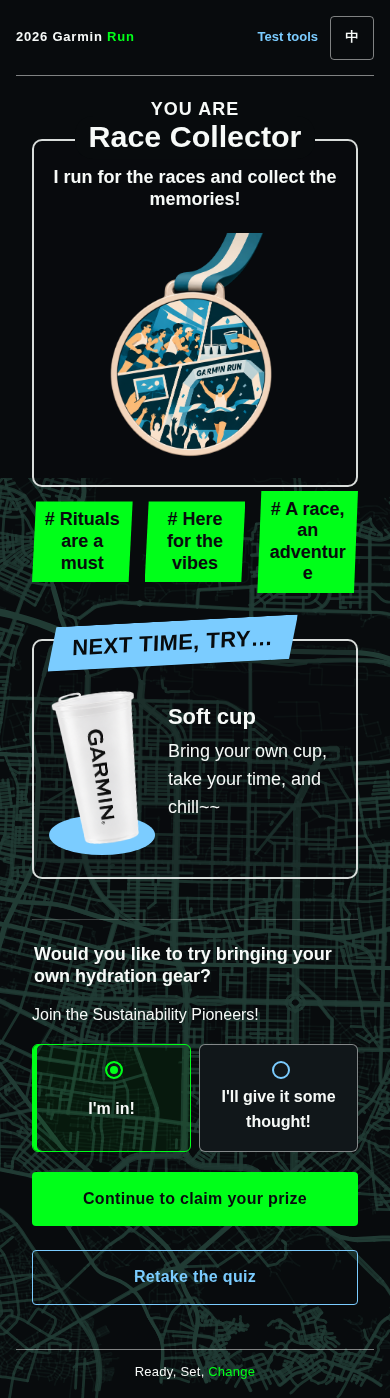 2026 Garmin Run
Test tools
中
YOU ARE
Race Collector
I run for the races and collect the
memories!
GARMIN RUN
# Rituals
are a
must
# Here
for the
vibes
# A race,
an
adventur
e
NEXT TIME, TRY...
GARMIN
Soft cup
Bring your own cup,
take your time, and
chill~~
Would you like to try bringing your
own hydration gear?
Join the Sustainability Pioneers!
I'm in!
I'll give it some
thought!
Continue to claim your prize
Retake the quiz
Ready, Set, Change